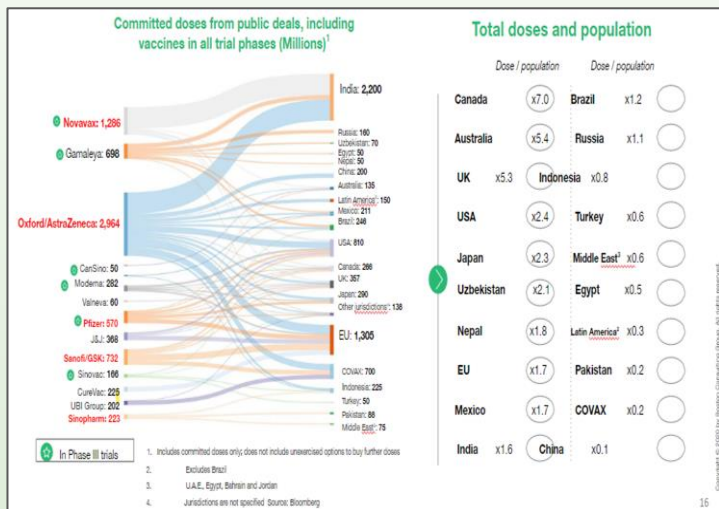 Committed doses from public deals, including
vaccines in all trial phases (Millions)1
Novavax: 1,286
Gamaleya: 698
Oxford/AstraZeneca: 2,964
CanSino: 50
Moderna: 282
Valneva: 60
Pfizer: 570
J&J: 368
Sanofi/GSK: 732
Sinovac: 166
CureVac: 225
UBI Group: 202
Sinopharm: 223
India: 2,200
Russia: 160
Uzbekistan: 70
Egypt: 50
Nepal: 50
China: 200
Australia: 135
Latin America2: 150
Mexico: 211
Brazil: 246
USA: 810
Canada: 266
UK: 357
Japan: 290
Other jurisdictions4: 138
EU: 1,305
COVAX: 700
Indonesia: 225
Turkey: 50
Pakistan: 88
Middle East3: 75
In Phase III trials
1. Includes committed doses only; does not include unexercised options to buy further doses
2. Excludes Brazil
3. U.A.E., Egypt, Bahrain and Jordan
4. Jurisdictions are not specified Source: Bloomberg
Total doses and population
Dose / population Dose / population
Canada x7.0 Brazil x1.2
Australia x5.4 Russia x1.1
UK x5.3 Indonesia x0.8
USA x2.4 Turkey x0.6
Japan x2.3 Middle East3 x0.6
Uzbekistan x2.1 Egypt x0.5
Nepal x1.8 Latin America2 x0.3
EU x1.7 Pakistan x0.2
Mexico x1.7 COVAX x0.2
India x1.6 China x0.1
Copyright © 2020 by Boston Consulting Group. All rights reserved.
16